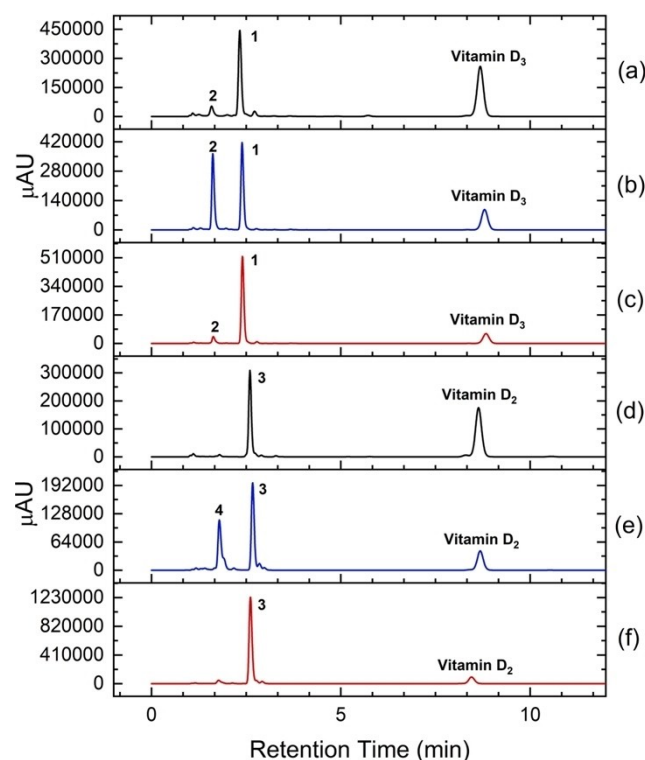 450000
300000
150000
0
2
1
Vitamin D₃
(a)
420000
280000
140000
0
2
1
Vitamin D₃
(b)
μAU
510000
340000
170000
0
2
1
Vitamin D₃
(c)
300000
200000
100000
0
3
Vitamin D₂
(d)
192000
128000
64000
0
4
3
Vitamin D₂
(e)
μAU
1230000
820000
410000
0
3
Vitamin D₂
(f)
0 5 10
Retention Time (min)